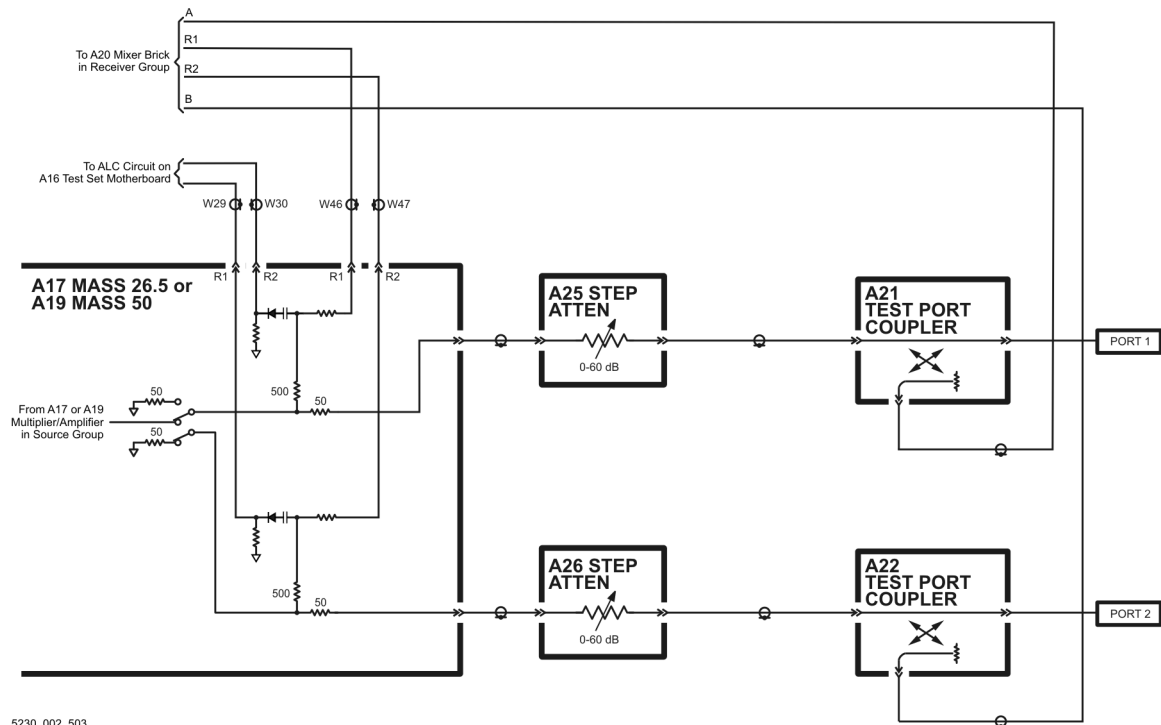 A
R1
To A20 Mixer Brick
in Receiver Group
R2
B
To ALC Circuit on
A16 Test Set Motherboard
W29
W30
W46
W47
R1
R2
R1
R2
A17 MASS 26.5 or
A19 MASS 50
A25 STEP
ATTEN
0-60 dB
A21
TEST PORT
COUPLER
PORT 1
500
50
50
From A17 or A19
Multiplier/Amplifier
in Source Group
50
A26 STEP
ATTEN
0-60 dB
A22
TEST PORT
COUPLER
PORT 2
500
50
5230_002_503